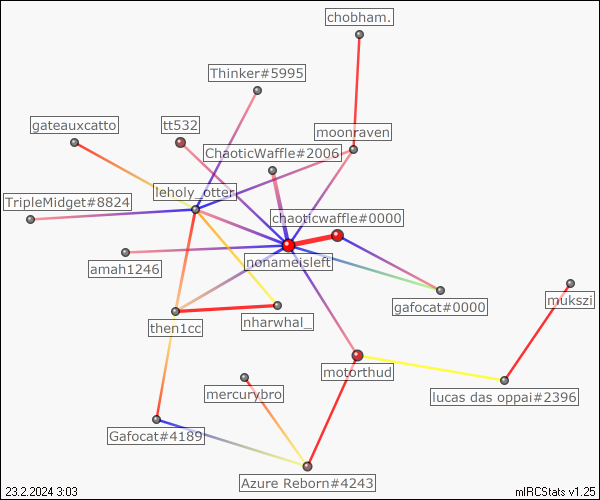 chobham.
Thinker#5995
gateauxcatto
tt532
moonraven
ChaoticWaffle#2006
leholy_otter
TripleMidget#8824
chaoticwaffle#0000
nonameisleft
amah1246
gafocat#0000
mukszi
then1cc
nharwhal_
motorthud
mercurybro
lucas das oppai#2396
Gafocat#4189
Azure Reborn#4243
23.2.2024 3:03
mIRCStats v1.25